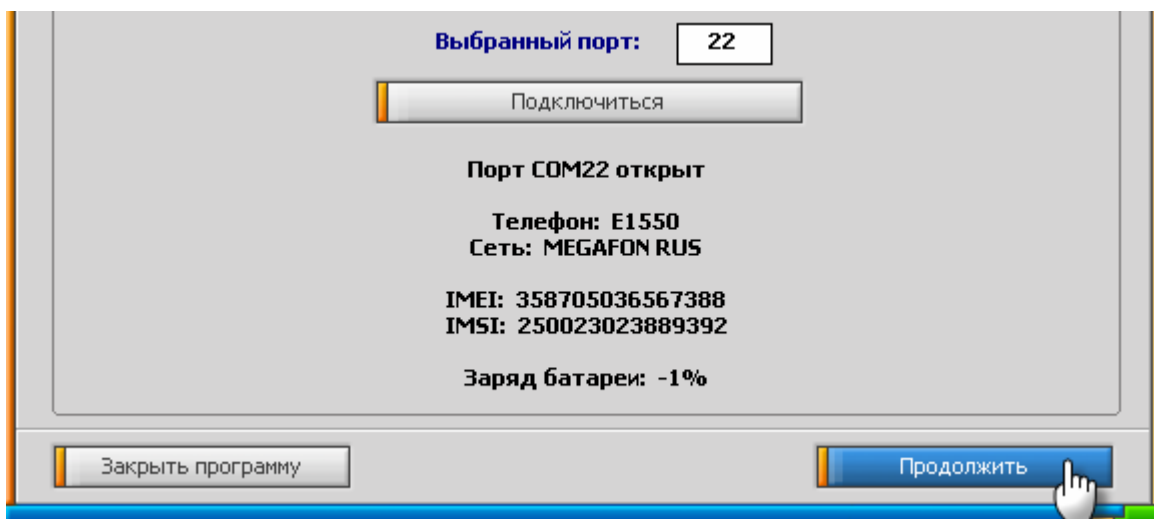 Выбранный порт: 22
Подключиться
Порт COM22 открыт
Телефон: E1550
Сеть: MEGAFON RUS
IMEI: 358705036567388
IMSI: 250023023889392
Заряд батареи: -1%
Закрыть программу
Продолжить